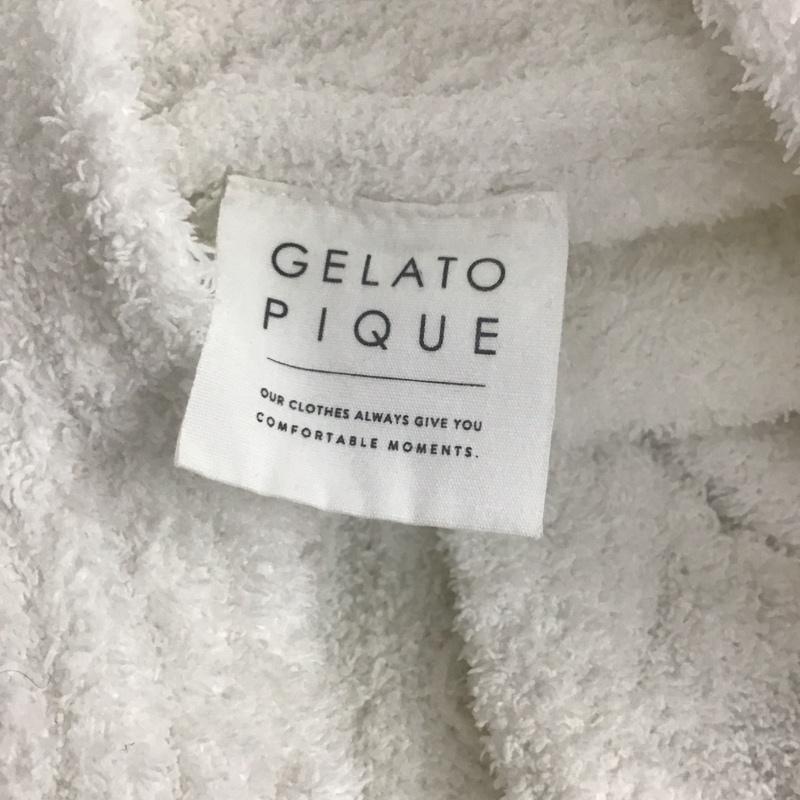 GELATO
PIQUE
OUR CLOTHES ALWAYS GIVE YOU
COMFORTABLE MOMENTS.